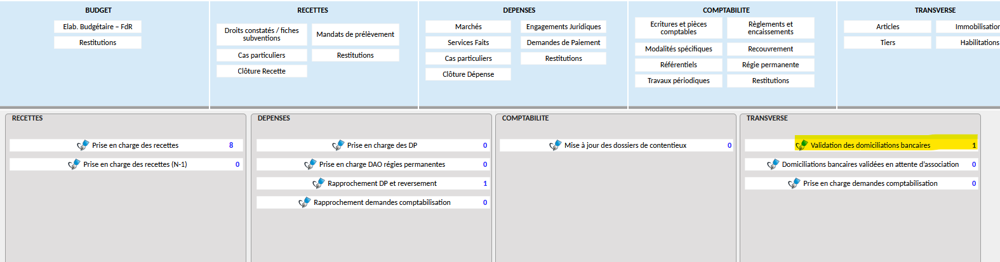 BUDGET
Elab. Budgétaire – FdR
Restitutions
RECETTES
Droits constatés / fiches
subventions
Mandats de prélèvement
Cas particuliers
Restitutions
Clôture Recette
DEPENSES
Marchés
Engagements Juridiques
Services Faits
Demandes de Paiement
Cas particuliers
Restitutions
Clôture Dépense
COMPTABILITE
Ecritures et pièces
comptables
Règlements et
encaissements
Modalités spécifiques
Recouvrement
Référentiels
Régie permanente
Travaux périodiques
Restitutions
TRANSVERSE
Articles
Immobilisation
Tiers
Habilitations
RECETTES
Prise en charge des recettes 8
Prise en charge des recettes (N-1) 0
DEPENSES
Prise en charge des DP 0
Prise en charge DAO régies permanentes 0
Rapprochement DP et reversement 1
Rapprochement demandes comptabilisation 0
COMPTABILITE
Mise à jour des dossiers de contentieux 0
TRANSVERSE
Validation des domiciliations bancaires 1
Domiciliations bancaires validées en attente d'association 0
Prise en charge demandes comptabilisation 0